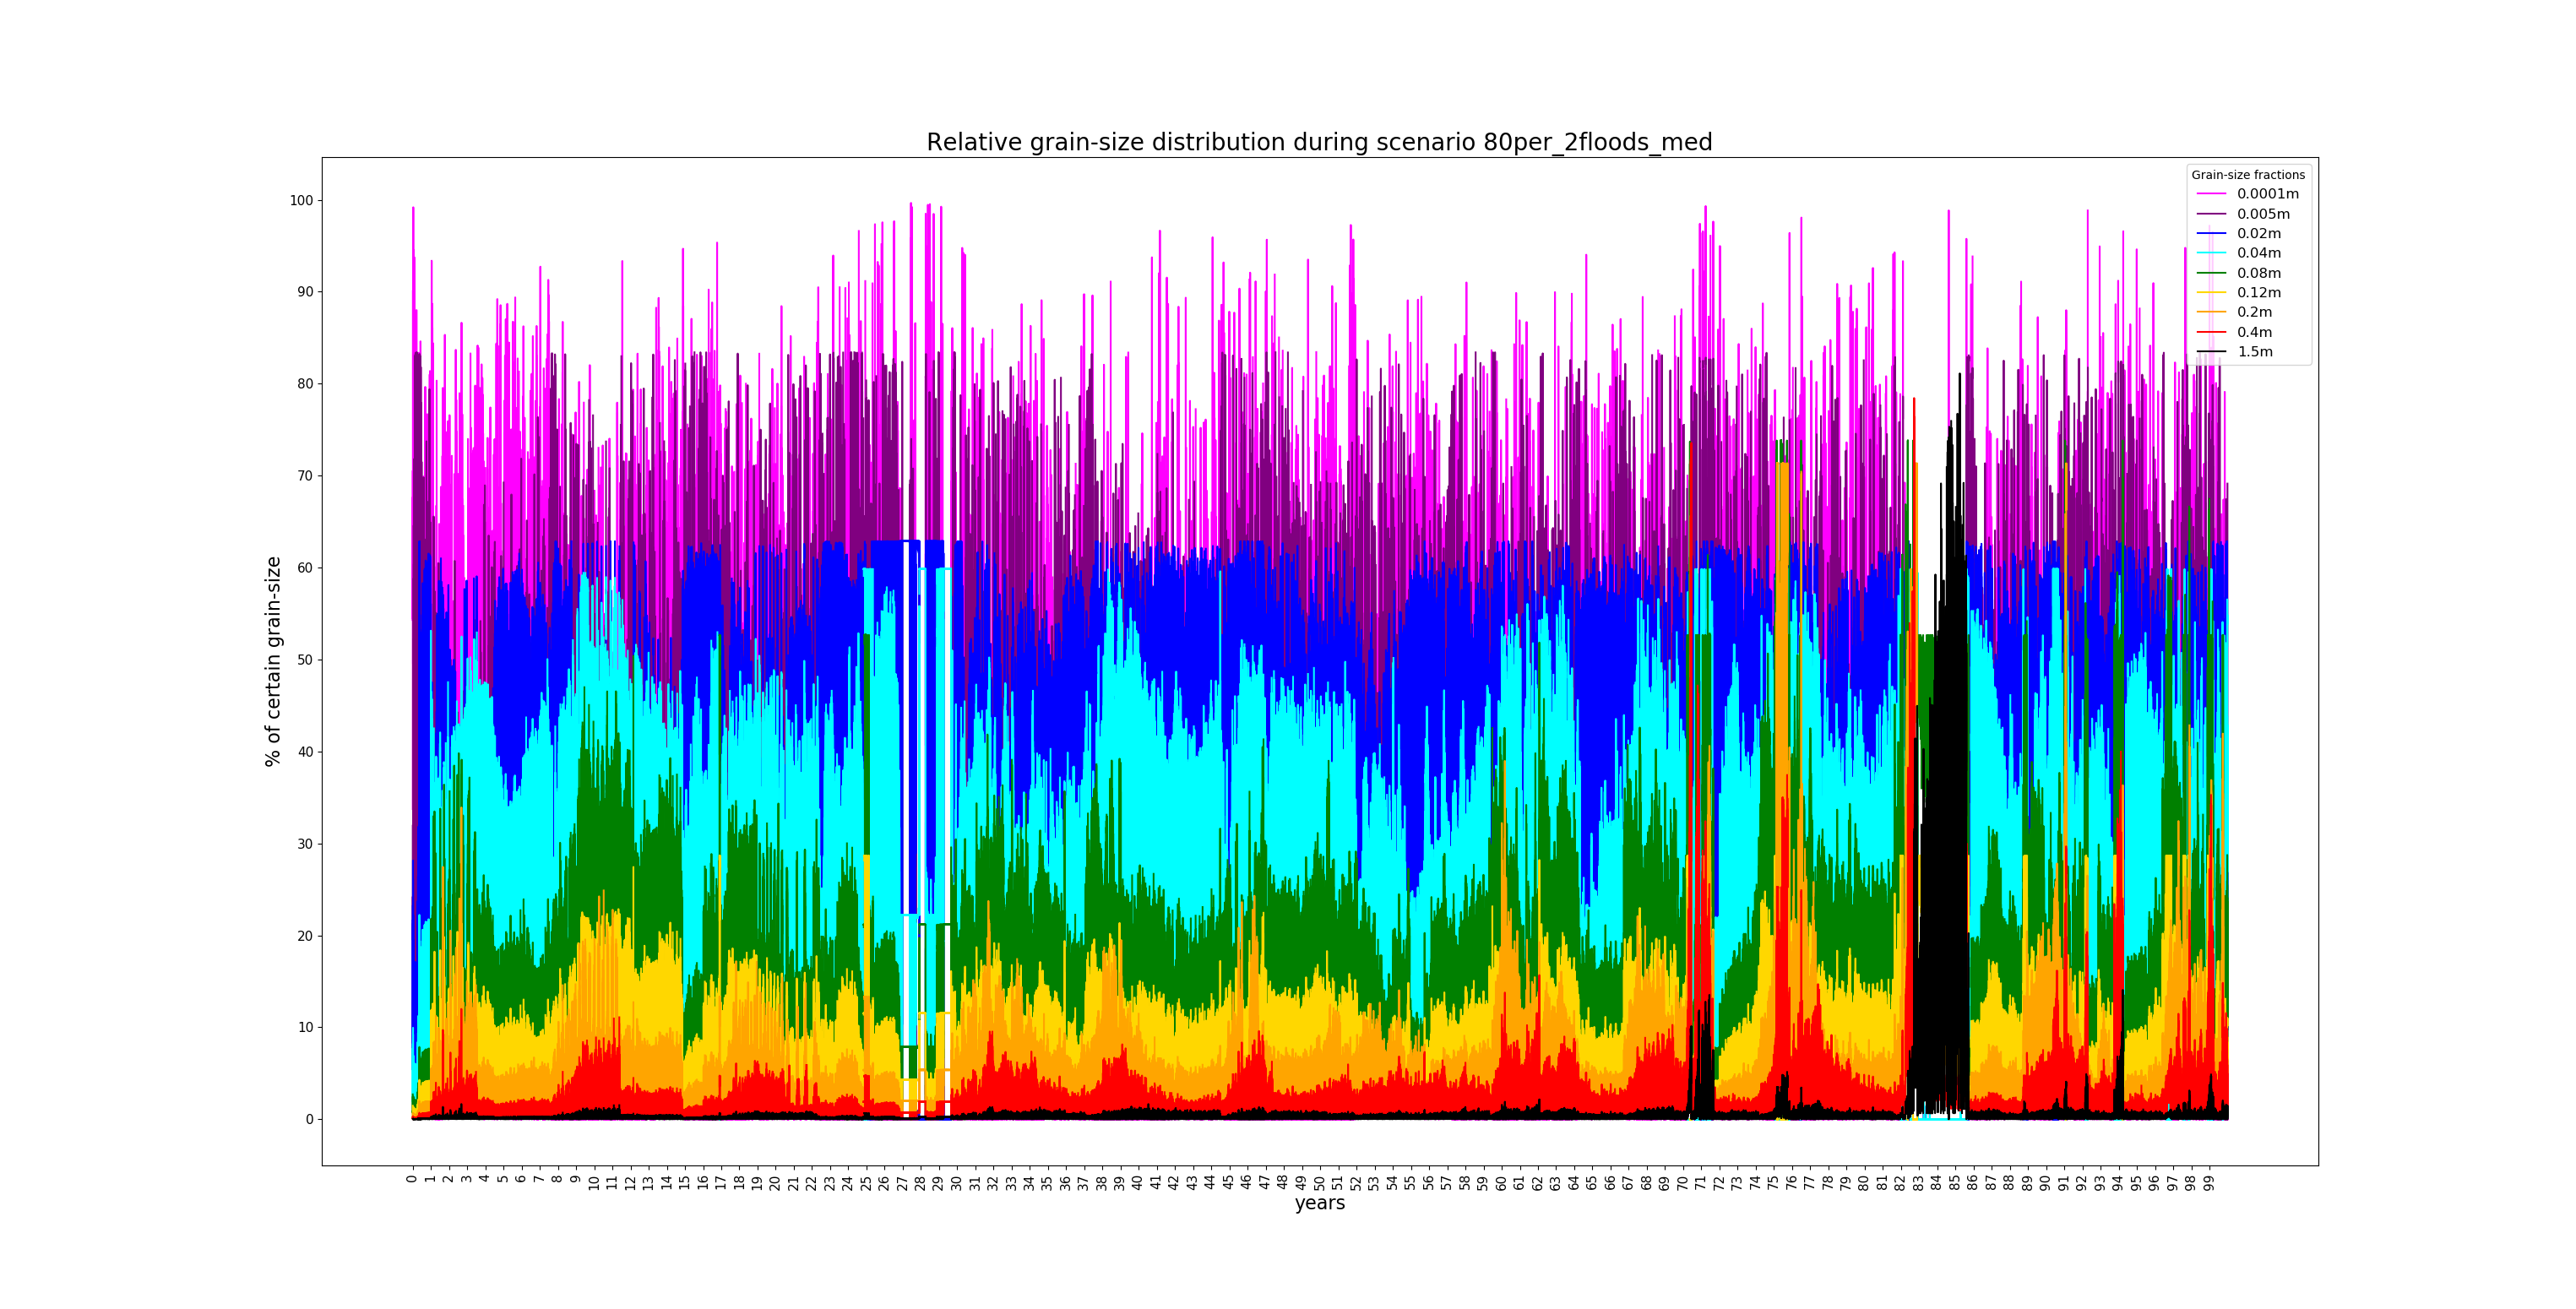 Relative grain-size distribution during scenario 80per_2floods_med
Grain-size fractions
0.0001m
0.005m
0.02m
0.04m
0.08m
0.12m
0.2m
0.4m
1.5m
% of certain grain-size
100
90
80
70
60
50
40
30
20
10
0
0 1 2 3 4 5 6 7 8 9 10 11 12 13 14 15 16 17 18 19 20 21 22 23 24 25 26 27 28 29 30 31 32 33 34 35 36 37 38 39 40 41 42 43 44 45 46 47 48 49 50 51 52 53 54 55 56 57 58 59 60 61 62 63 64 65 66 67 68 69 70 71 72 73 74 75 76 77 78 79 80 81 82 83 84 85 86 87 88 89 90 91 92 93 94 95 96 97 98 99
years